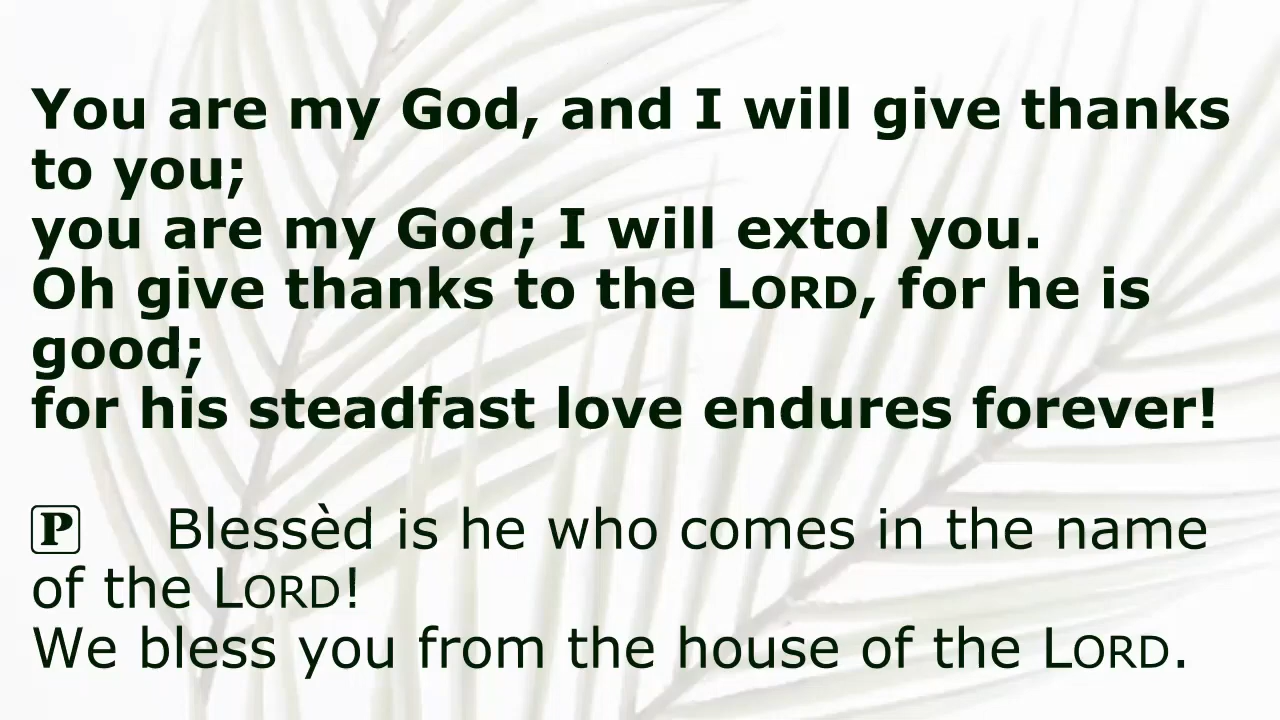 You are my God, and I will give thanks
to you;
you are my God; I will extol you.
Oh give thanks to the LORD, for he is
good;
for his steadfast love endures forever!
P Blessèd is he who comes in the name
of the LORD!
We bless you from the house of the LORD.